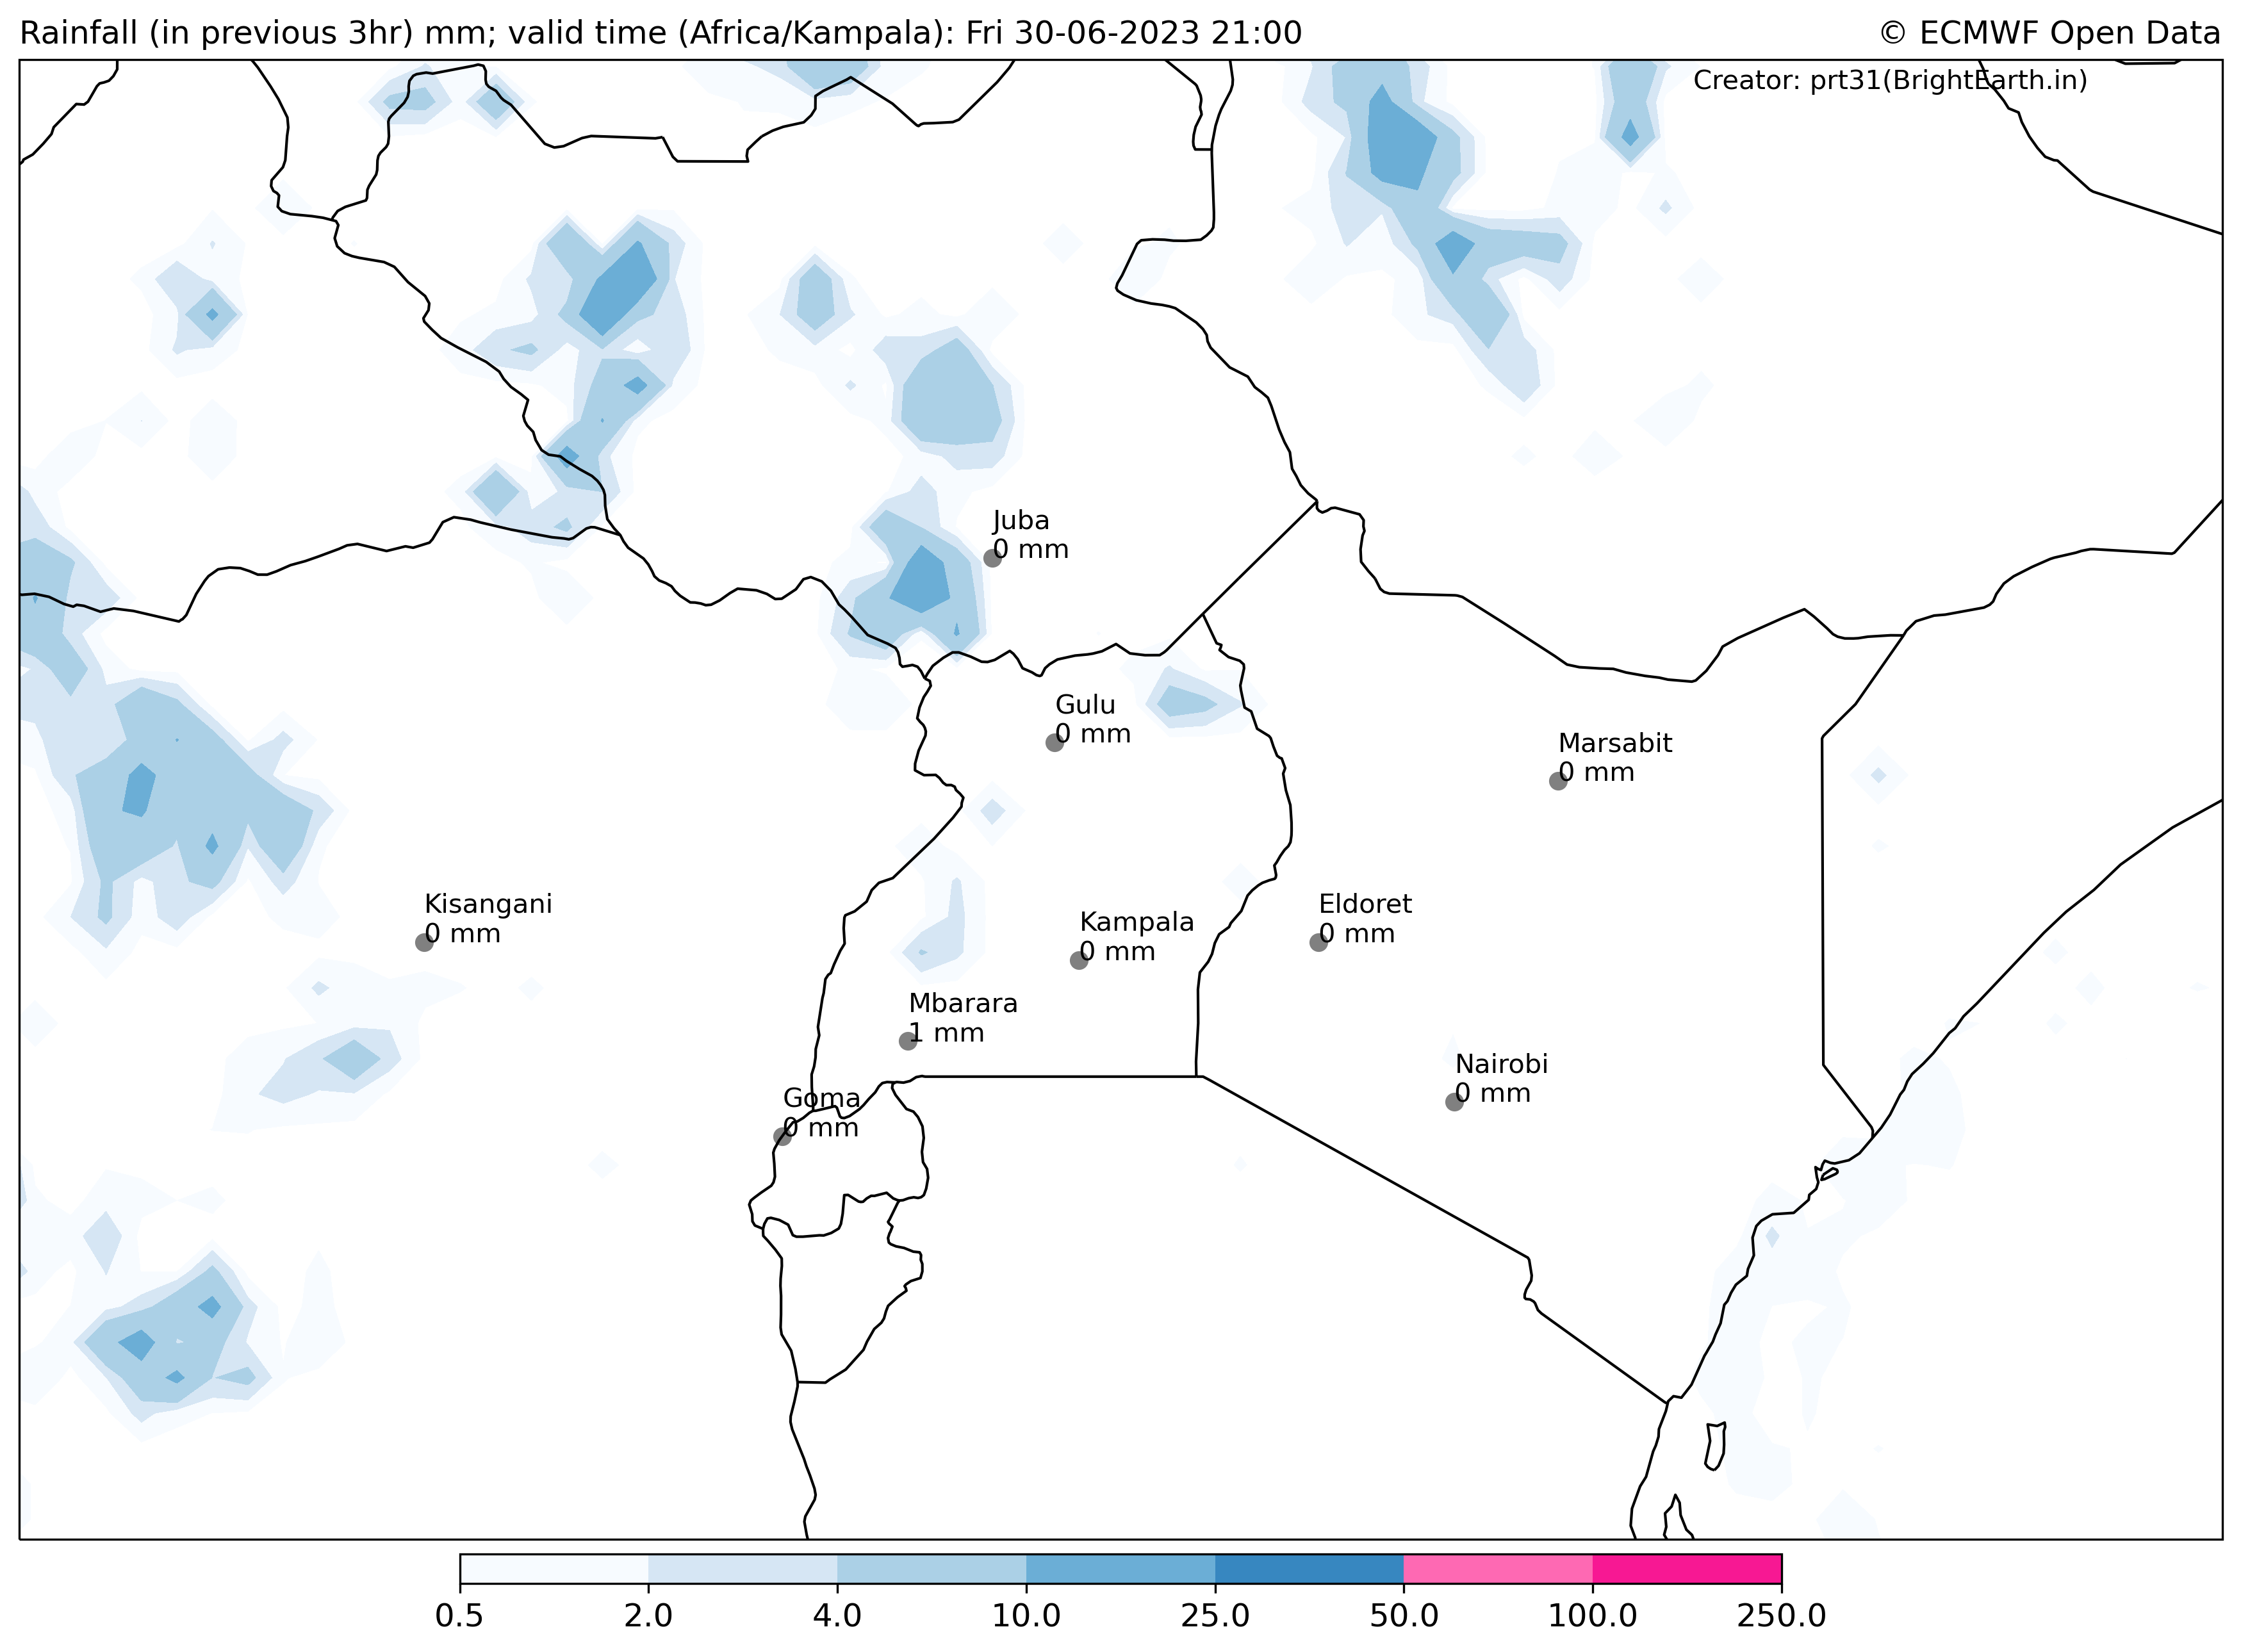 Rainfall (in previous 3hr) mm; valid time (Africa/Kampala): Fri 30-06-2023 21:00
© ECMWF Open Data
Creator: prt31(BrightEarth.in)
Juba
0 mm
Gulu
0 mm
Marsabit
0 mm
Kisangani
0 mm
Kampala
0 mm
Eldoret
0 mm
Mbarara
1 mm
Nairobi
0 mm
Goma
0 mm
0.5 2.0 4.0 10.0 25.0 50.0 100.0 250.0